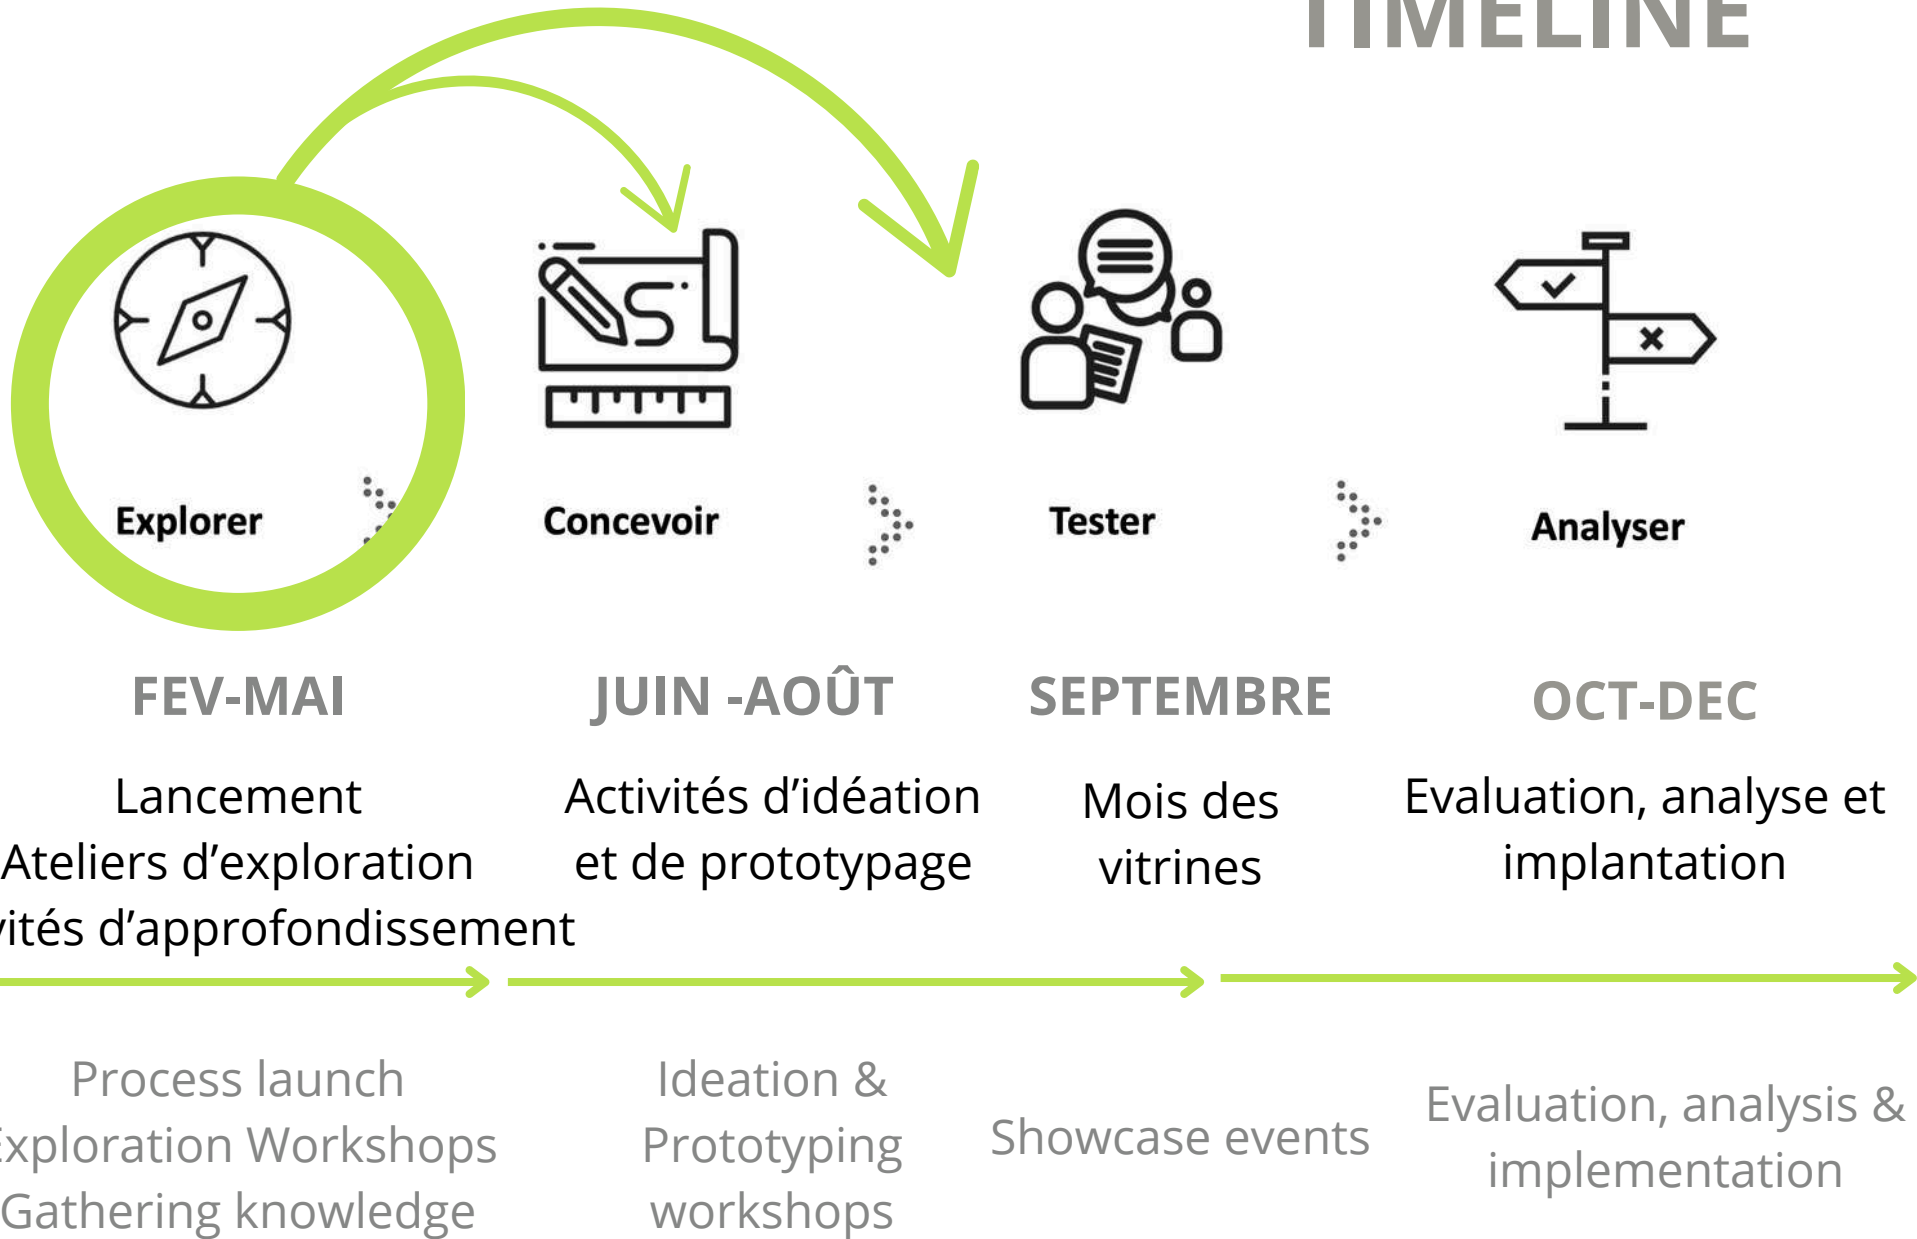 TIMELINE
Explorer
Concevoir
Tester
Analyser
FEV-MAI
JUIN -AOÛT
SEPTEMBRE
OCT-DEC
Lancement
Ateliers d'exploration
d'approfondissement
Activités d'idéation
et de prototypage
Mois des
vitrines
Evaluation, analyse et
implantation
Process launch
Exploration Workshops
Gathering knowledge
Ideation &
Prototyping
workshops
Showcase events
Evaluation, analysis &
implementation